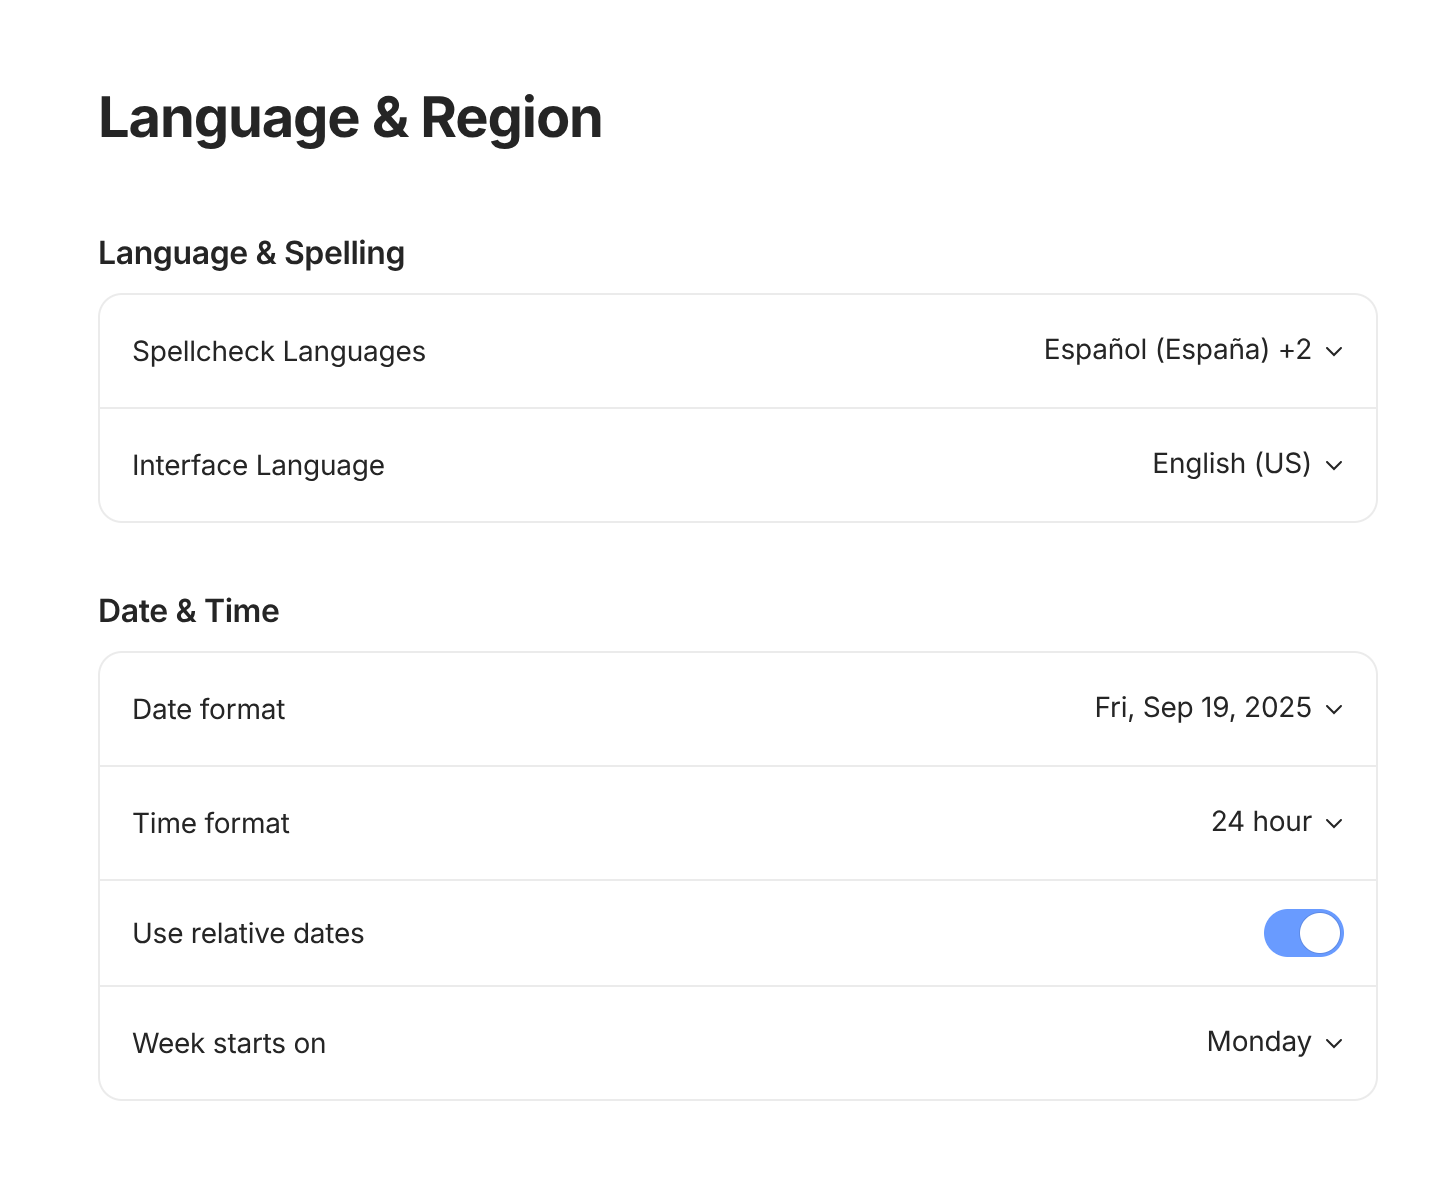 Language & Region
Language & Spelling
Spellcheck Languages Español (España) +2
Interface Language English (US)
Date & Time
Date format Fri, Sep 19, 2025
Time format 24 hour
Use relative dates
Week starts on Monday